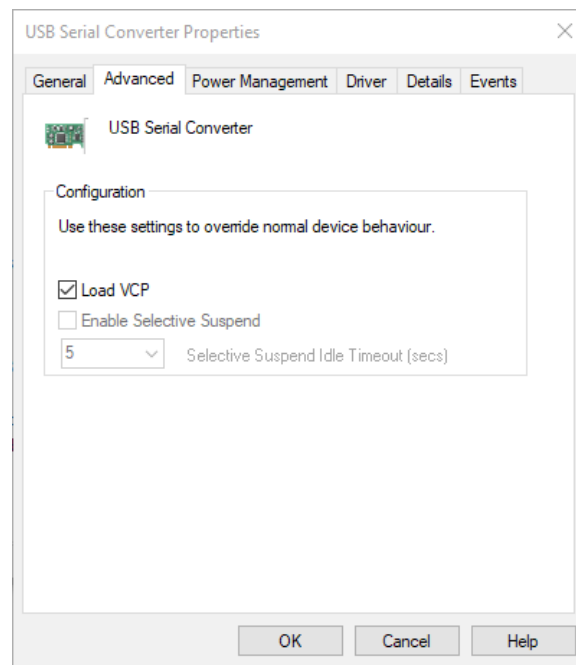 USB Serial Converter Properties
General Advanced Power Management Driver Details Events
USB Serial Converter
Configuration
Use these settings to override normal device behaviour.
Load VCP
Enable Selective Suspend
5 Selective Suspend Idle Timeout (secs)
OK Cancel Help